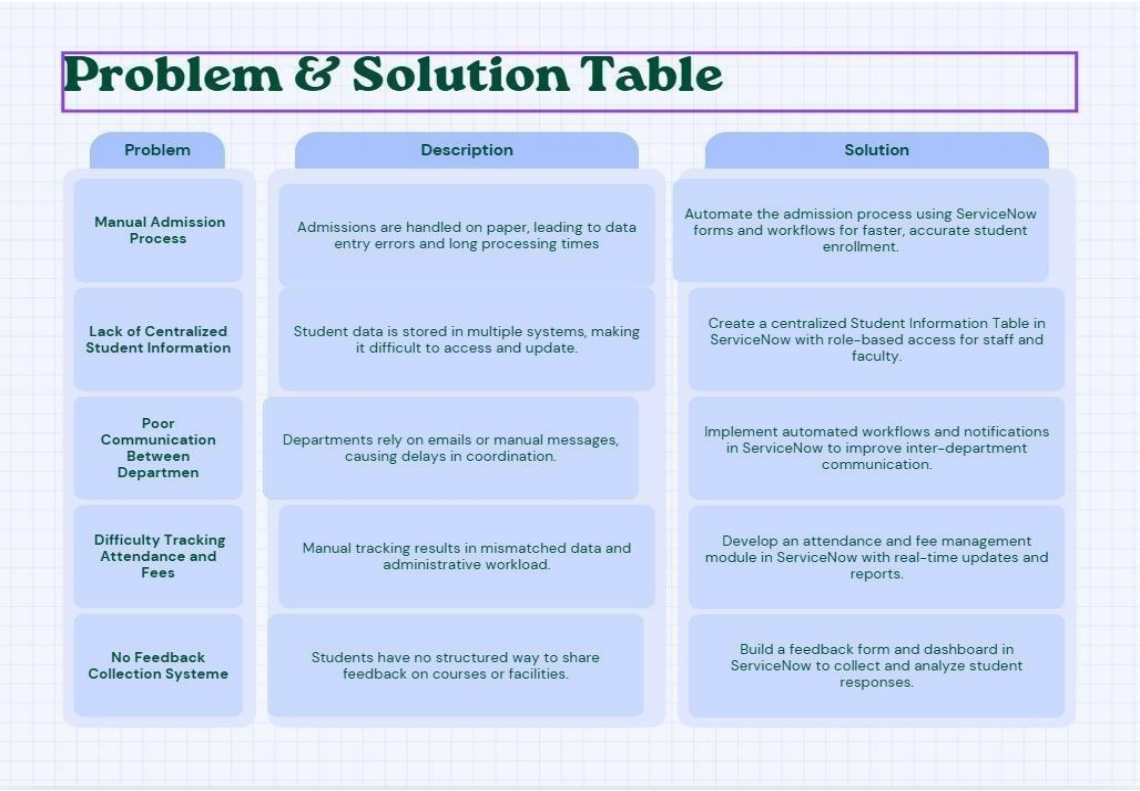 Problem & Solution Table
Problem
Description
Solution
Manual Admission
Process
Admissions are handled on paper, leading to data
entry errors and long processing times
Automate the admission process using ServiceNow
forms and workflows for faster, accurate student
enrollment.
Lack of Centralized
Student Information
Student data is stored in multiple systems, making
it difficult to access and update.
Create a centralized Student Information Table in
ServiceNow with role-based access for staff and
faculty.
Poor
Communication
Between
Departmen
Departments rely on emails or manual messages,
causing delays in coordination.
Implement automated workflows and notifications
in ServiceNow to improve inter-department
communication.
Difficulty Tracking
Attendance and
Fees
Manual tracking results in mismatched data and
administrative workload.
Develop an attendance and fee management
module in ServiceNow with real-time updates and
reports.
No Feedback
Collection Systeme
Students have no structured way to share
feedback on courses or facilities.
Build a feedback form and dashboard in
ServiceNow to collect and analyze student
responses.